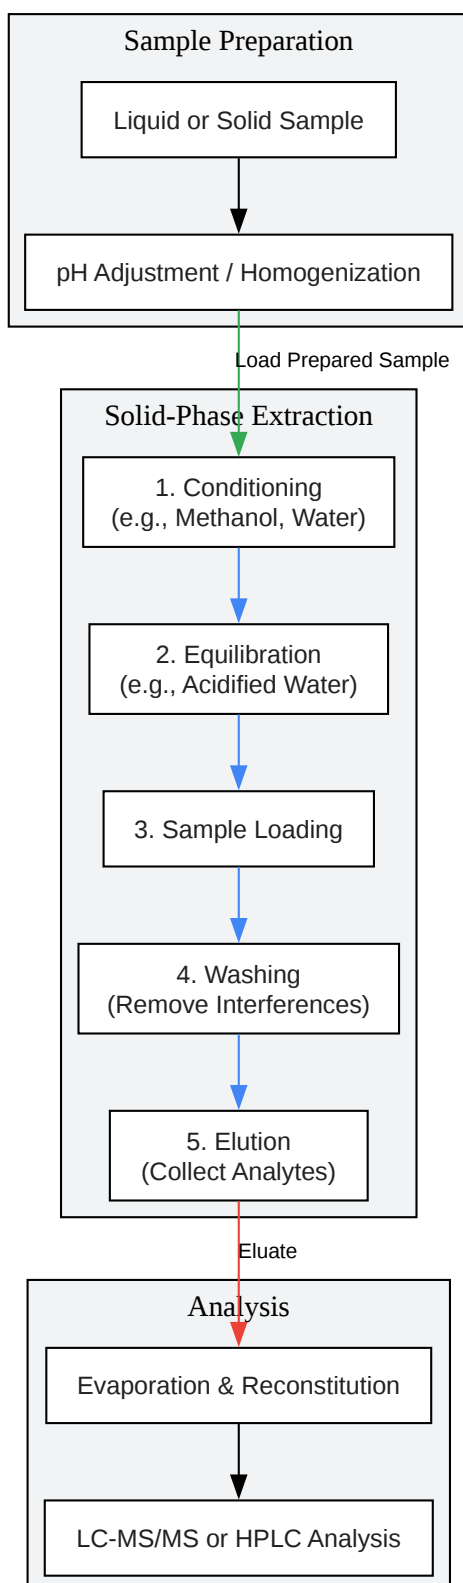 Sample Preparation
Liquid or Solid Sample
pH Adjustment / Homogenization
Load Prepared Sample
Solid-Phase Extraction
1. Conditioning
(e.g., Methanol, Water)
2. Equilibration
(e.g., Acidified Water)
3. Sample Loading
4. Washing
(Remove Interferences)
5. Elution
(Collect Analytes)
Eluate
Analysis
Evaporation & Reconstitution
LC-MS/MS or HPLC Analysis